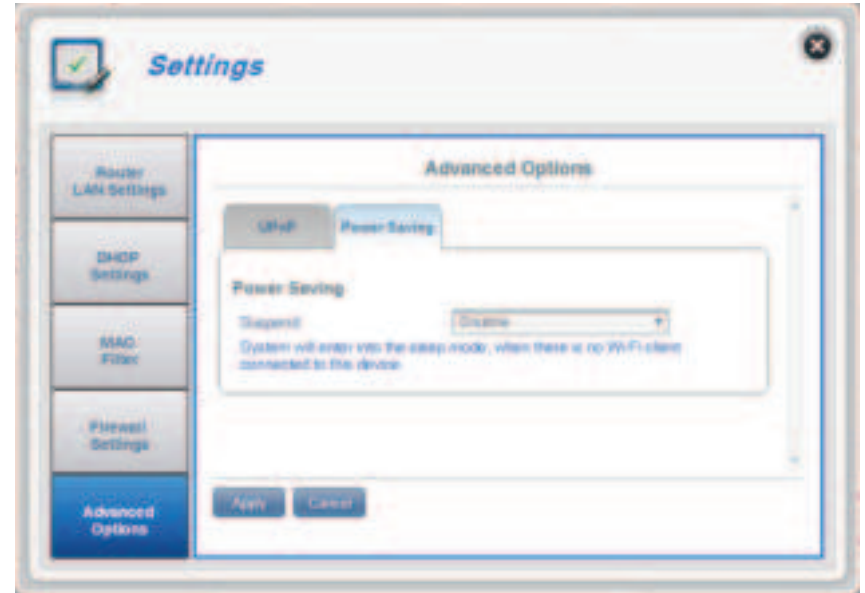 Settings
Router
LAN Settings
DHCP
Settings
MAC
Filter
Firewall
Settings
Advanced
Options
Advanced Options
UPnP
Power Saving
Power Saving
Suspend
Disable
System will enter into the sleep mode, when there is no Wi-Fi client
connected to this device
Apply
Cancel